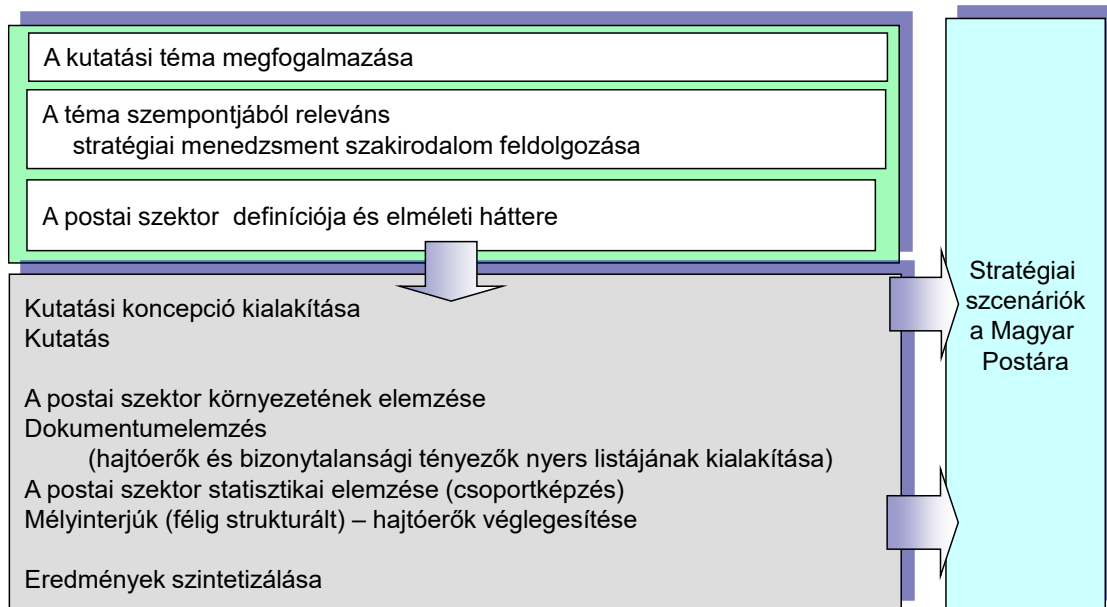 A kutatási téma megfogalmazása
A téma szempontjából releváns
stratégiai menedzsment szakirodalom feldolgozása
A postai szektor definíciója és elméleti háttere
Kutatási koncepció kialakítása
Kutatás
A postai szektor környezetének elemzése
Dokumentumelemzés
(hajtóerők és bizonytalansági tényezők nyers listájának kialakítása)
A postai szektor statisztikai elemzése (csoportképzés)
Mélyinterjúk (félig strukturált) – hajtóerők véglegesítése
Eredmények szintetizálása
Stratégiai
szcenáriók
a Magyar
Postára